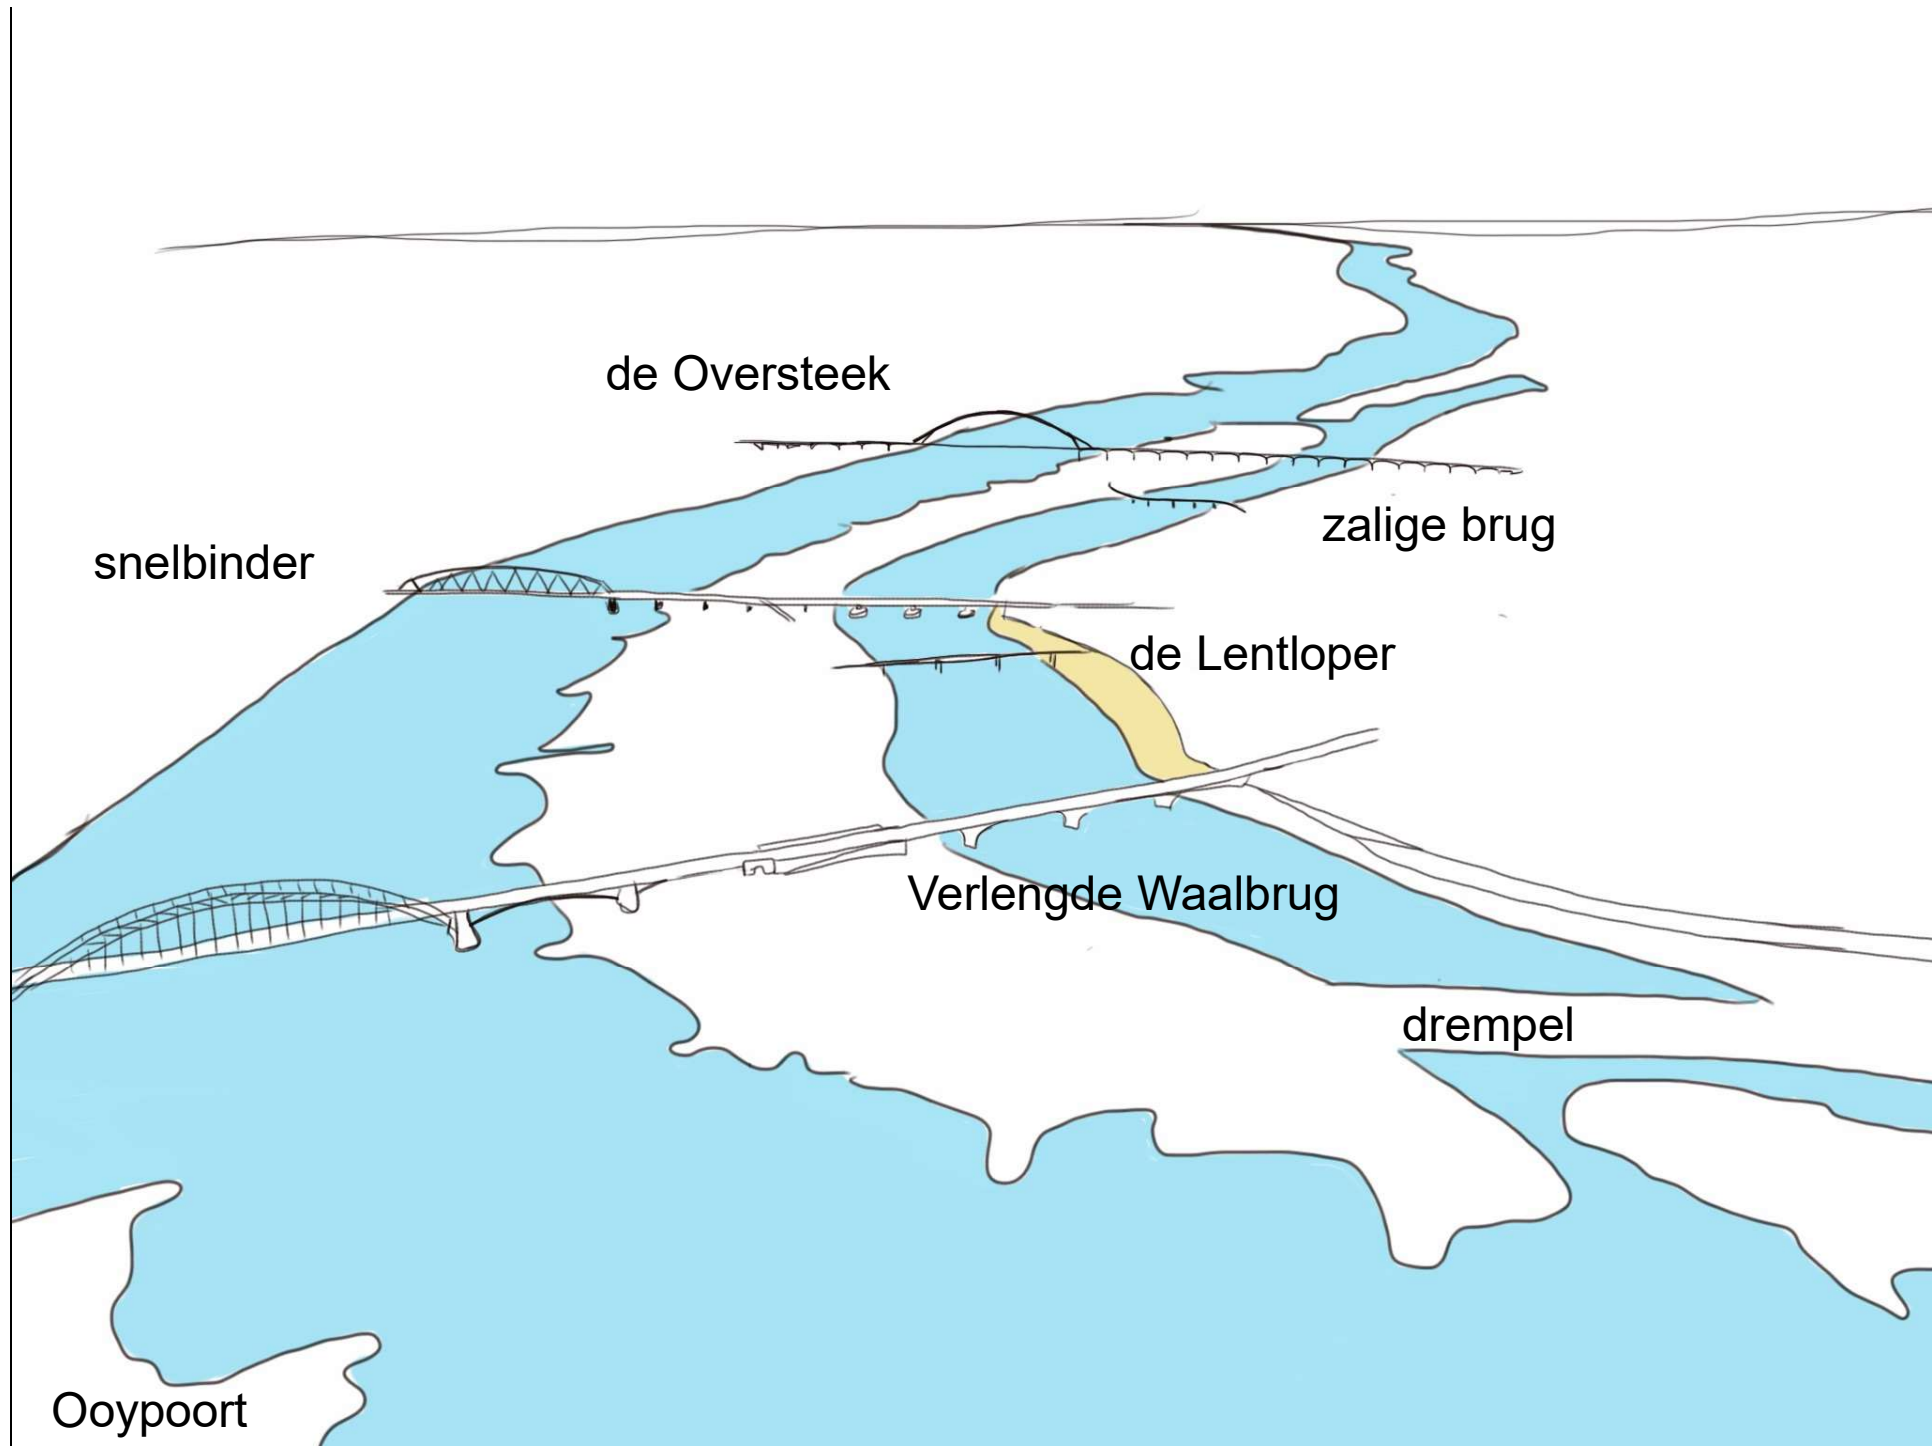 de Oversteek
zalige brug
snelbinder
de Lentloper
Verlengde Waalbrug
drempel
Ooypoort